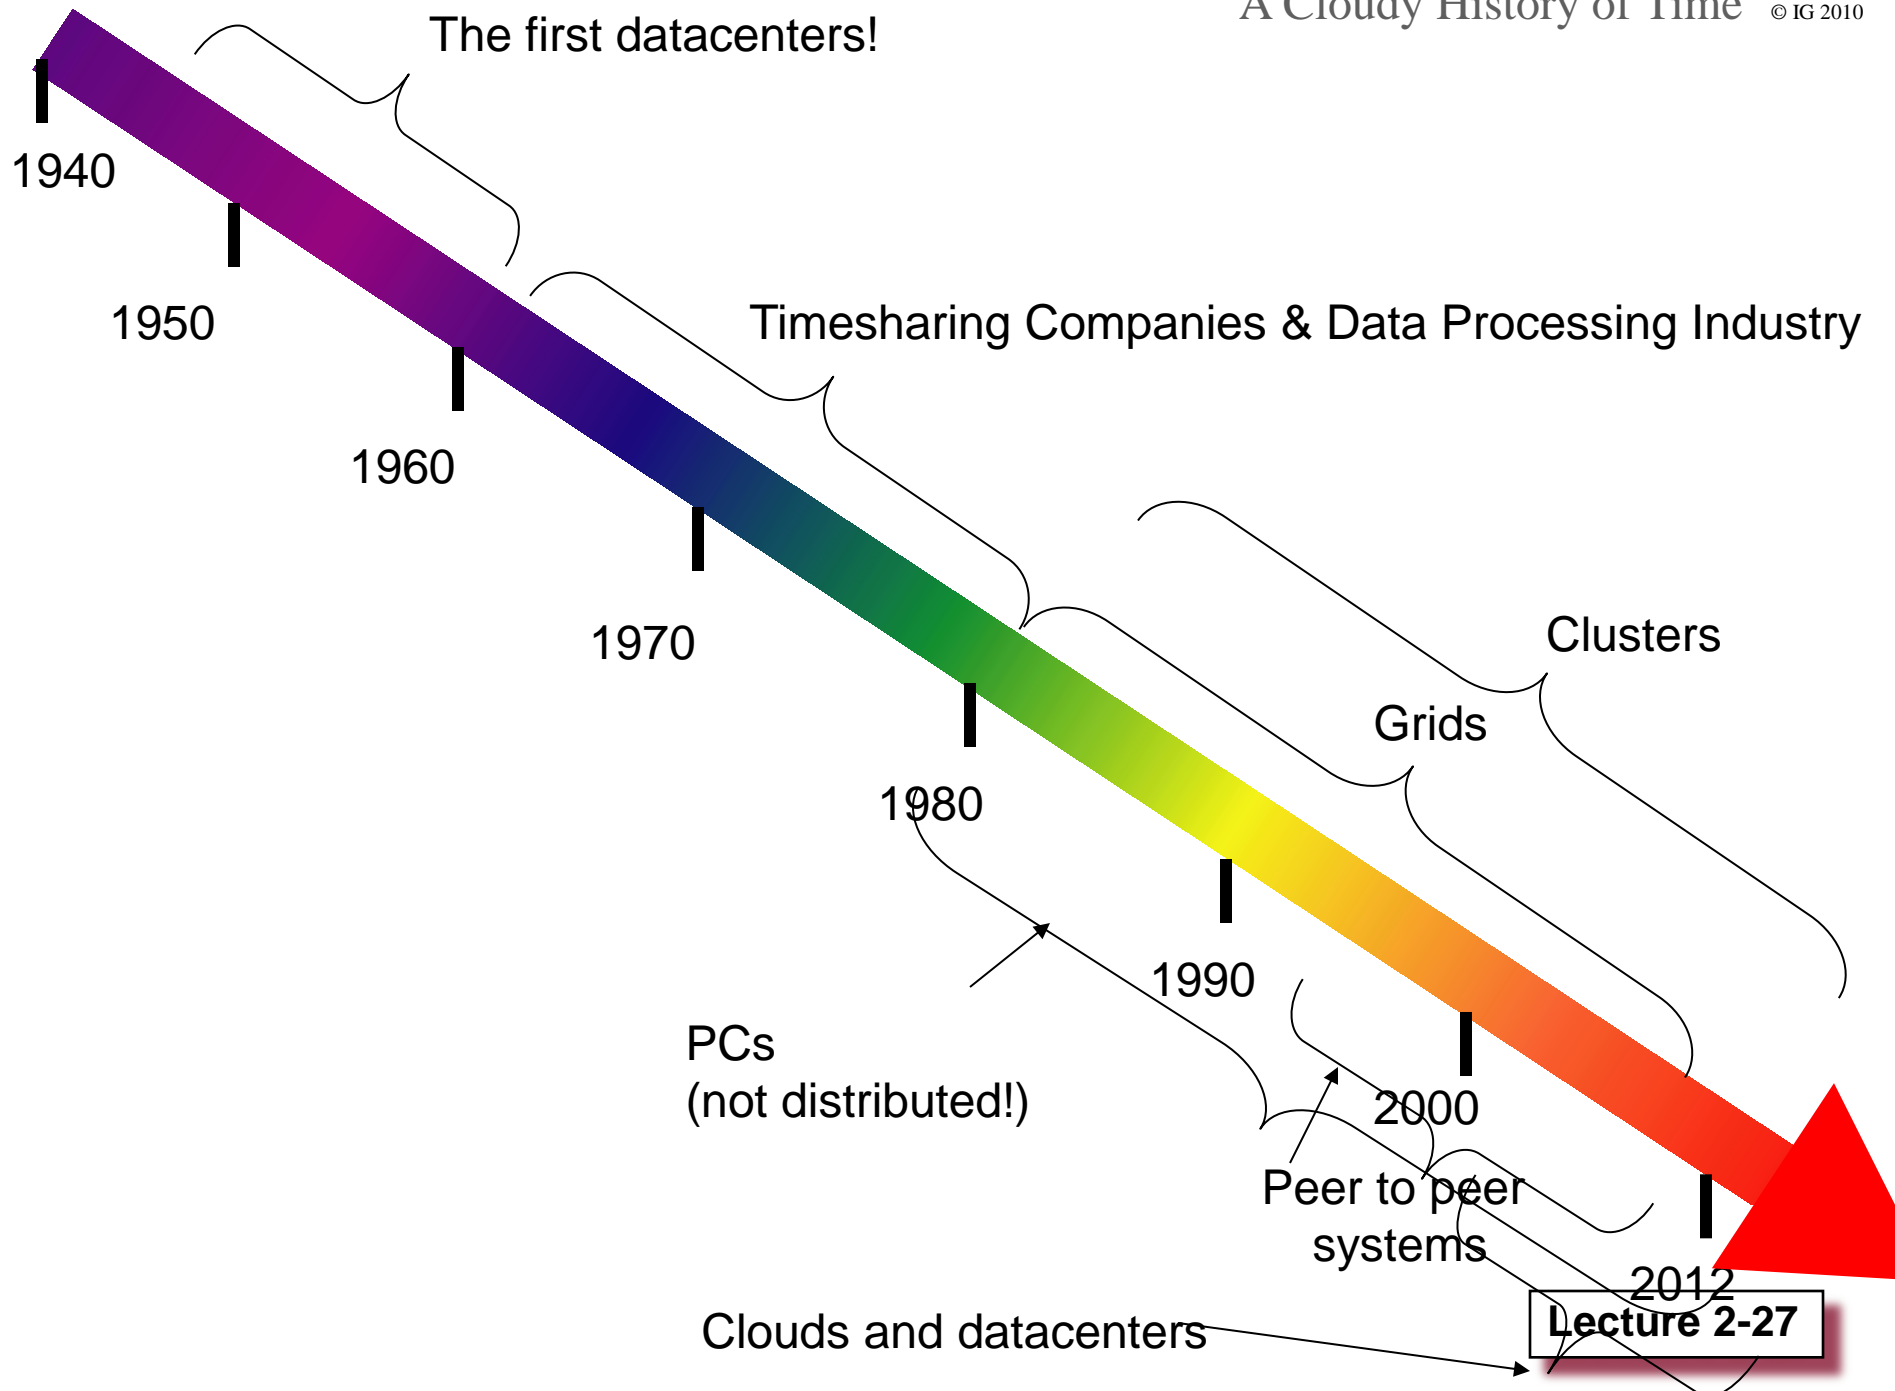 A Cloudy History of Time © IG 2010
The first datacenters!
1940
1950
Timesharing Companies & Data Processing Industry
1960
1970
Clusters
Grids
1980
1990
PCs
(not distributed!)
2000
Peer to peer
systems
2012
Lecture 2-27
Clouds and datacenters